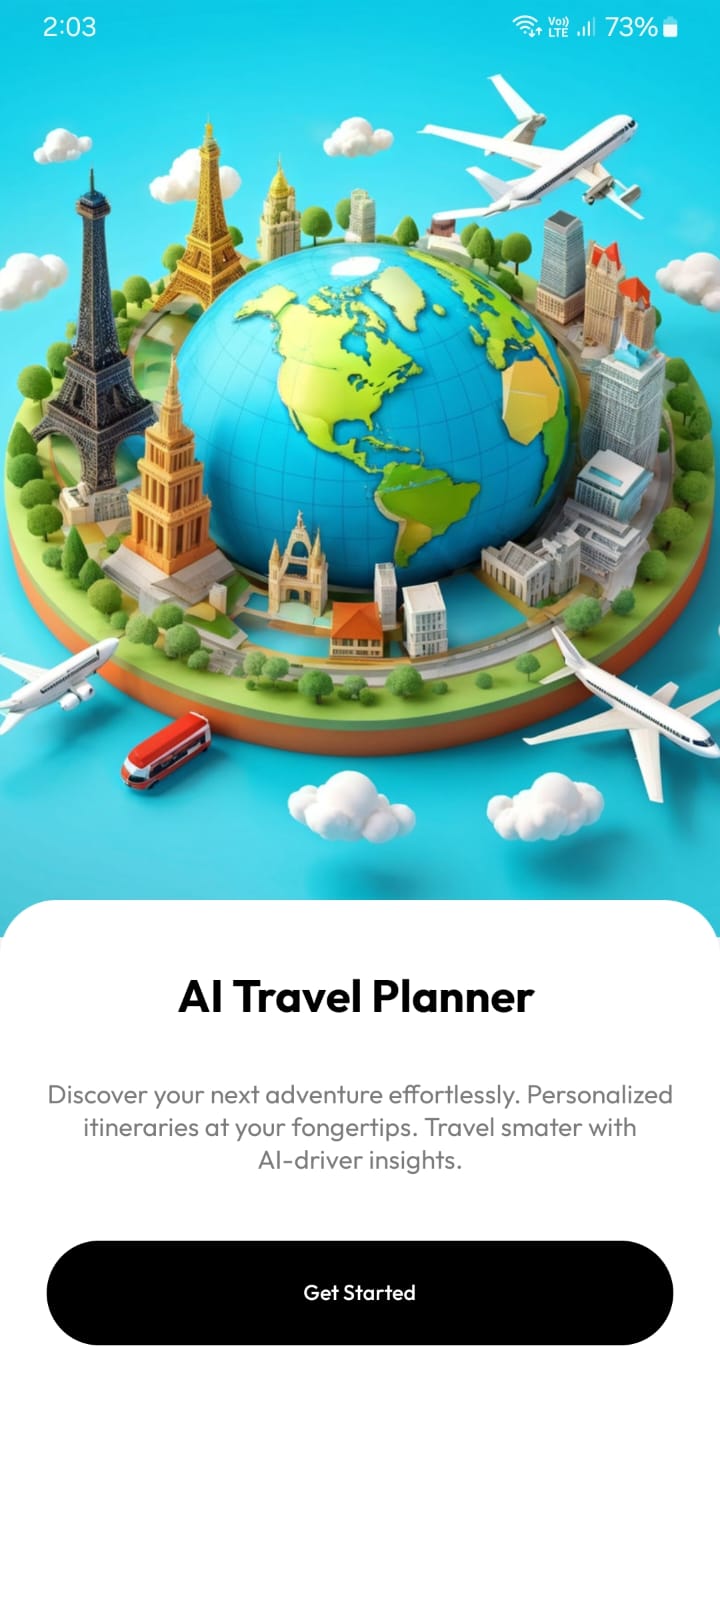 2:03 Vo)) LTE 73%
AI Travel Planner
Discover your next adventure effortlessly. Personalized
itineraries at your fongertips. Travel smater with
AI-driver insights.
Get Started